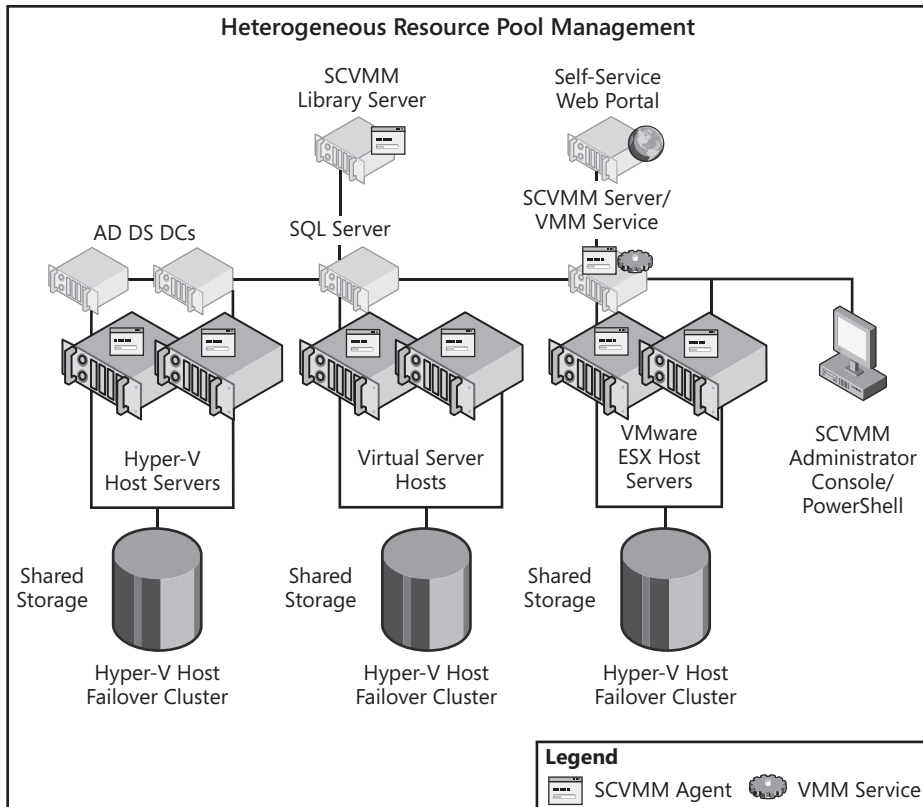 Heterogeneous Resource Pool Management
SCVMM
Library Server
Self-Service
Web Portal
AD DS DCs
SQL Server
SCVMM Server/
VMM Service
Hyper-V
Host Servers
Virtual Server
Hosts
VMware
ESX Host
Servers
SCVMM
Administrator
Console/
PowerShell
Shared
Storage
Shared
Storage
Shared
Storage
Hyper-V Host
Failover Cluster
Hyper-V Host
Failover Cluster
Hyper-V Host
Failover Cluster
Legend
SCVMM Agent
VMM Service